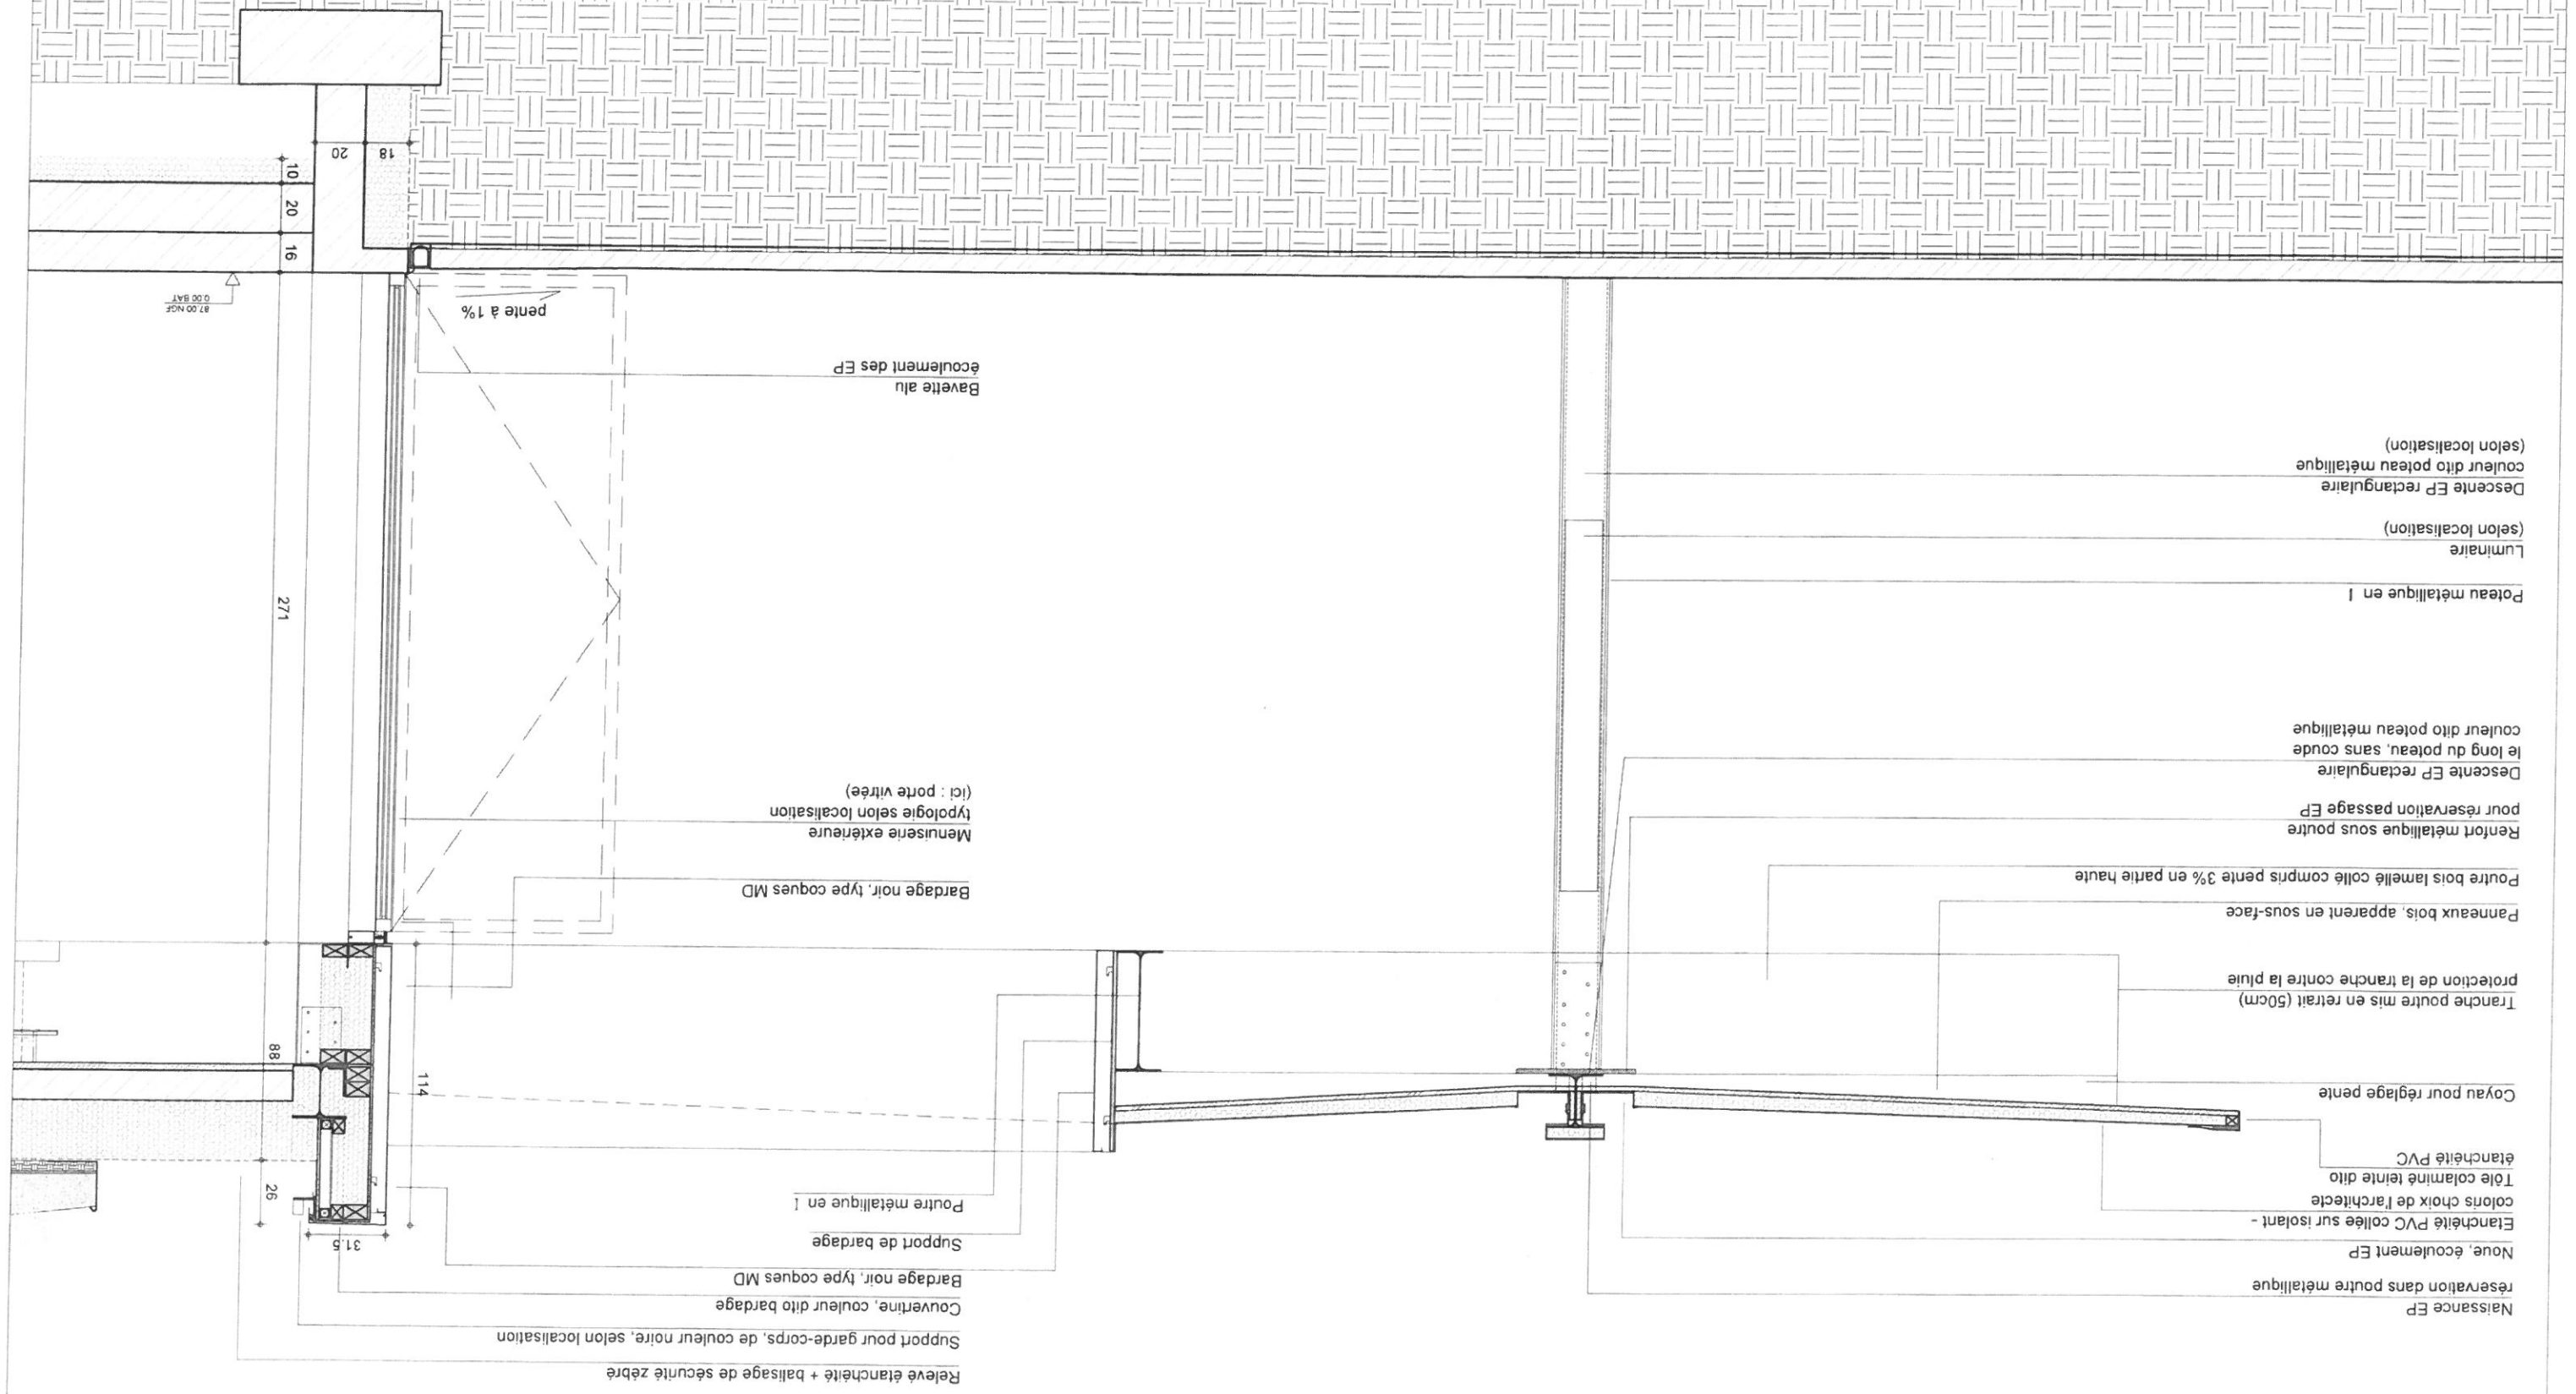 Naissance EP
réservation dans poutre métallique
Noue, écoulement EP
Etanchéité PVC collée sur isolant -
coloris choix de l'architecte
Tôle colaminé teinte dito
étanchéité PVC
Coyau pour réglage pente
Tranche poutre mis en retrait (50cm)
protection de la tranche contre la pluie
Panneaux bois, apparent en sous-face
Poutre bois lamellé collé compris pente 3% en partie haute
Renfort métallique sous poutre
pour réservation passage EP
Descente EP rectangulaire
le long du poteau, sans coude
couleur dito poteau métallique
Poteau métallique en I
Luminaire
(selon localisation)
Descente EP rectangulaire
couleur dito poteau métallique
(selon localisation)
Relevé étanchéité + balisage de sécurité zébré
Support pour garde-corps, de couleur noire, selon localisation
Couvertine, couleur dito bardage
Bardage noir, type coques MD
Support de bardage
Poutre métallique en I
Bardage noir, type coques MD
Menuiserie extérieure
typologie selon localisation
(ici : porte vitrée)
Bavette alu
écoulement des EP
pente à 1%
31.5
26
114
88
271
87.00 NGF
0.00 BAT
16
20
10
18
20